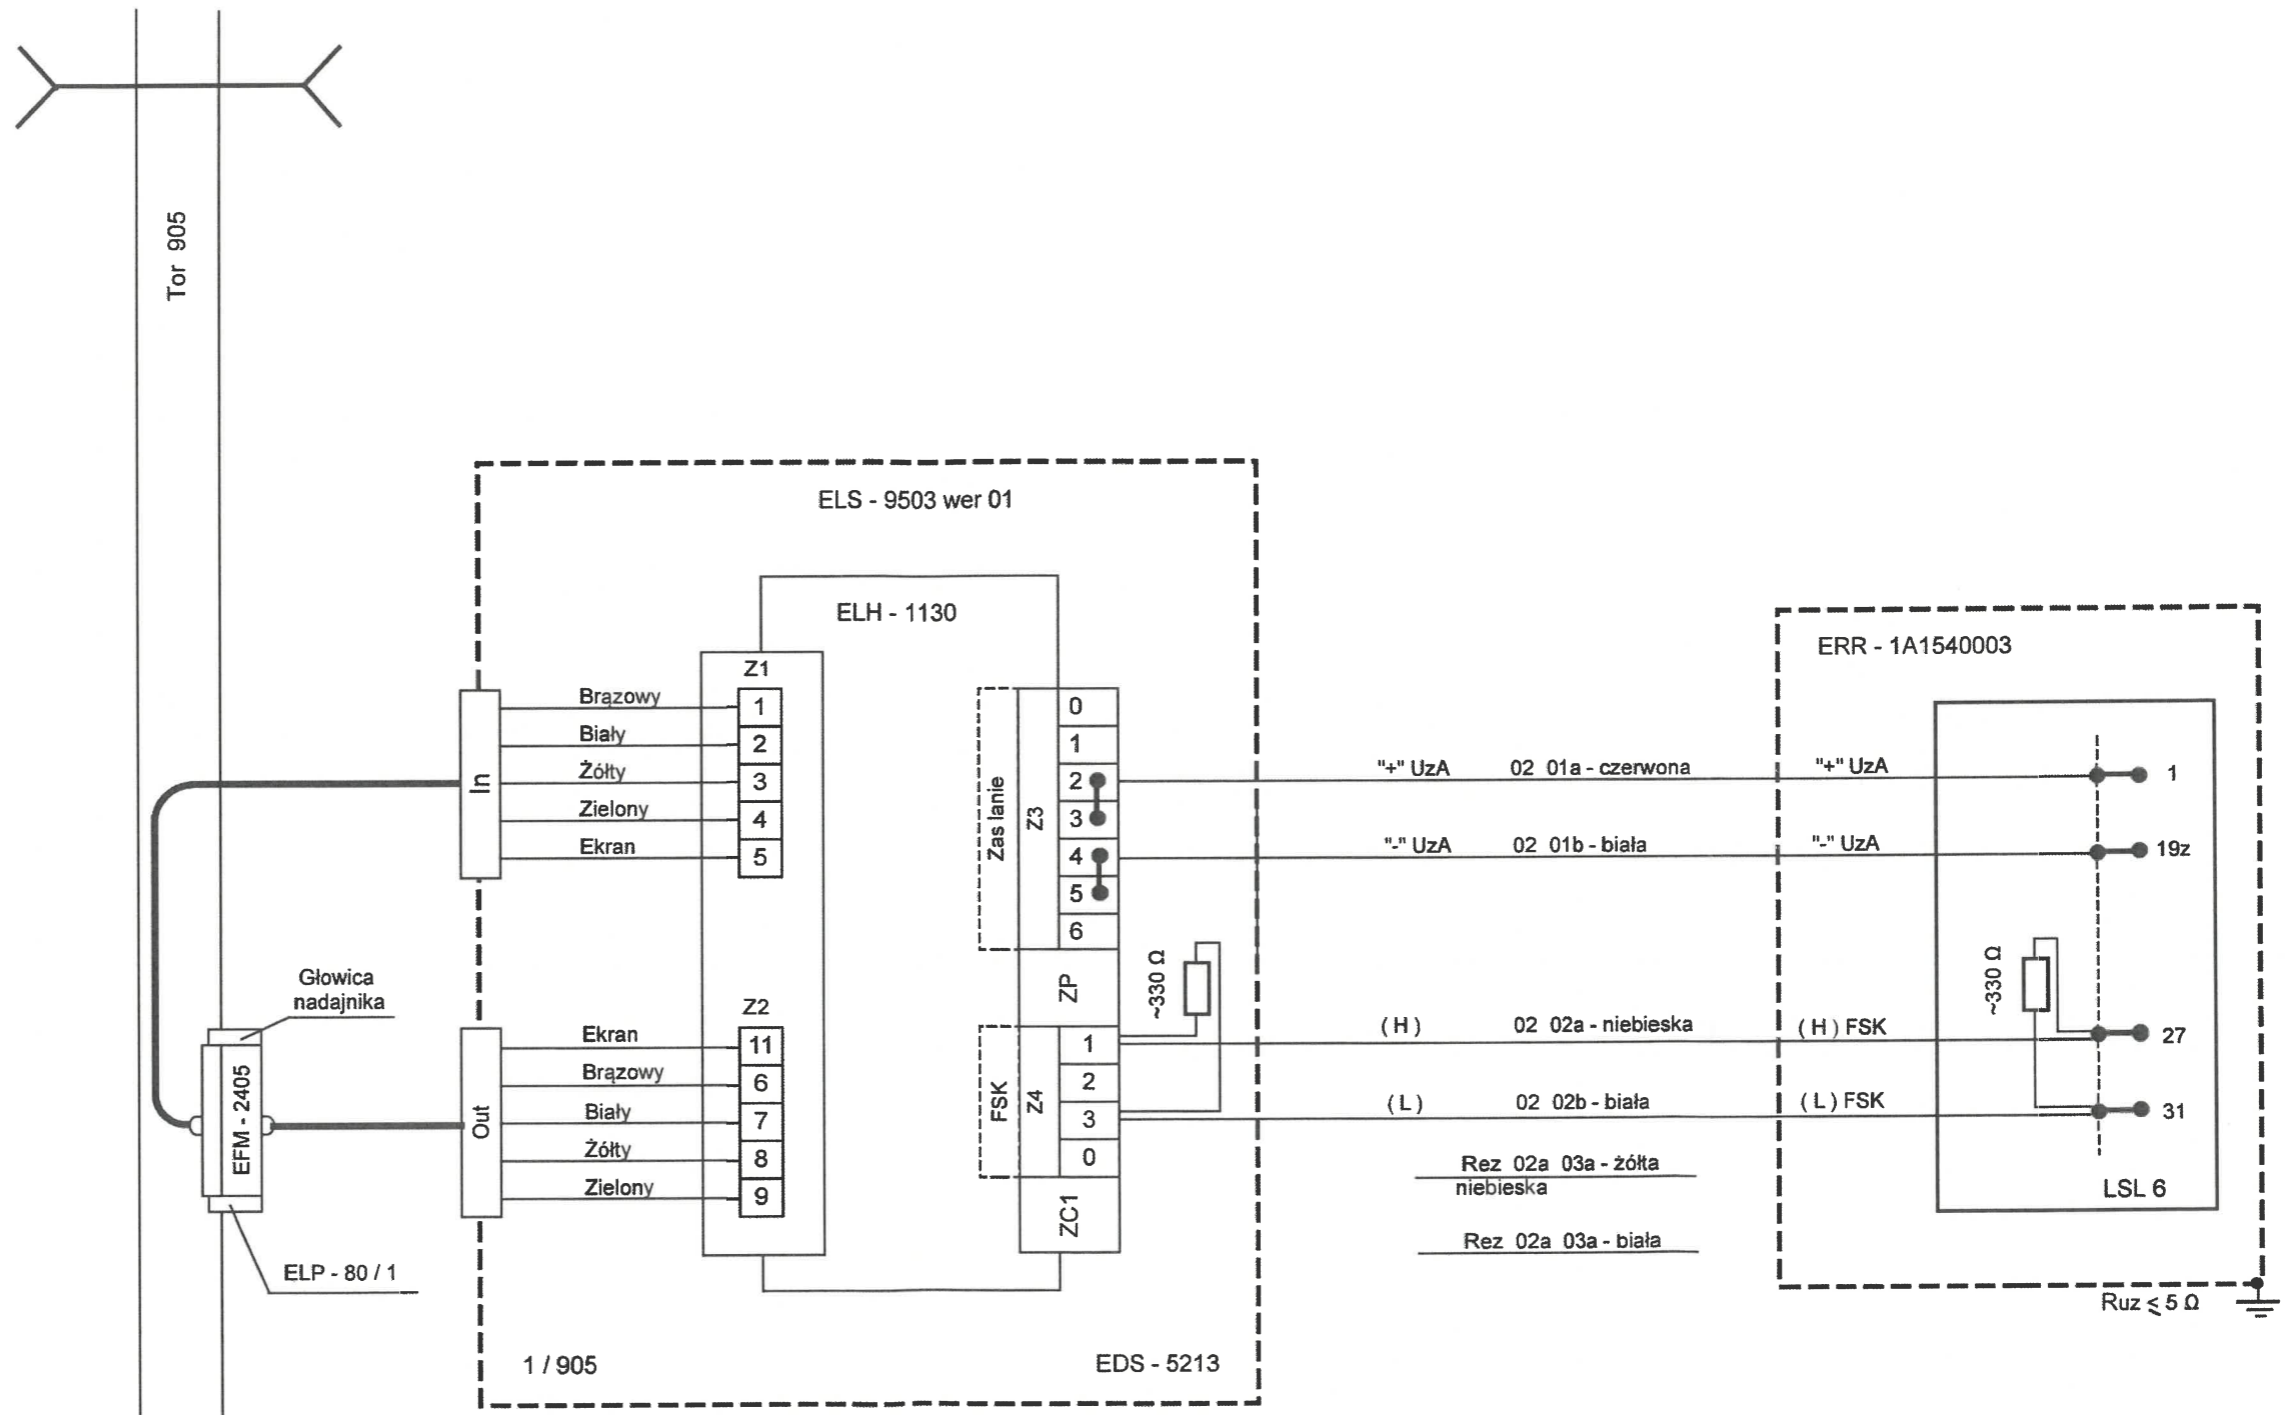 Tor 905
ELS - 9503 wer 01
ELH - 1130
Z1
Brązowy 1
Biały 2
Żółty 3
Zielony 4
Ekran 5
In
Z2
Ekran 11
Brązowy 6
Biały 7
Żółty 8
Zielony 9
Out
Głowica
nadajnika
EFM - 2405
ELP - 80 / 1
Zas lanie
Z3
0
1
2
3
4
5
6
ZP
~330 Ω
FSK
Z4
1
2
3
0
ZC1
1 / 905
EDS - 5213
"+" UzA 02 01a - czerwona "+" UzA
"-" UzA 02 01b - biała "-" UzA
( H ) 02 02a - niebieska ( H ) FSK
( L ) 02 02b - biała ( L ) FSK
Rez 02a 03a - żółta
niebieska
Rez 02a 03a - biała
ERR - 1A1540003
1
19z
~330 Ω
27
31
LSL 6
Ruz ≤ 5 Ω